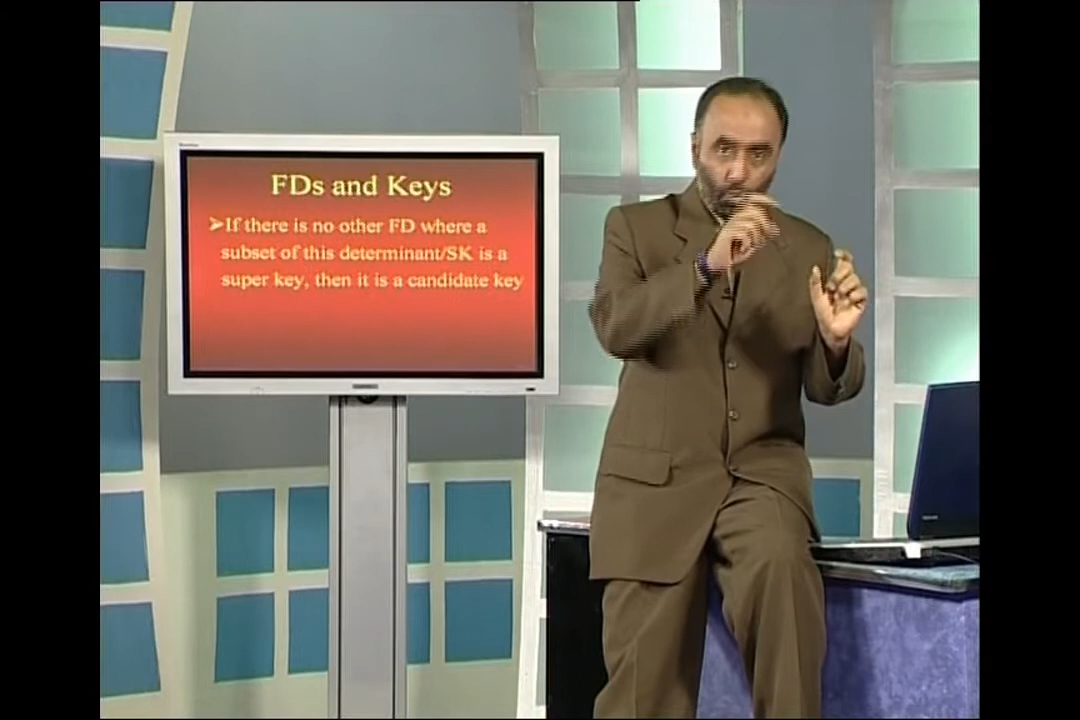 FDs and Keys
➢If there is no other FD where a
subset of this determinant/SK is a
super key, then it is a candidate key